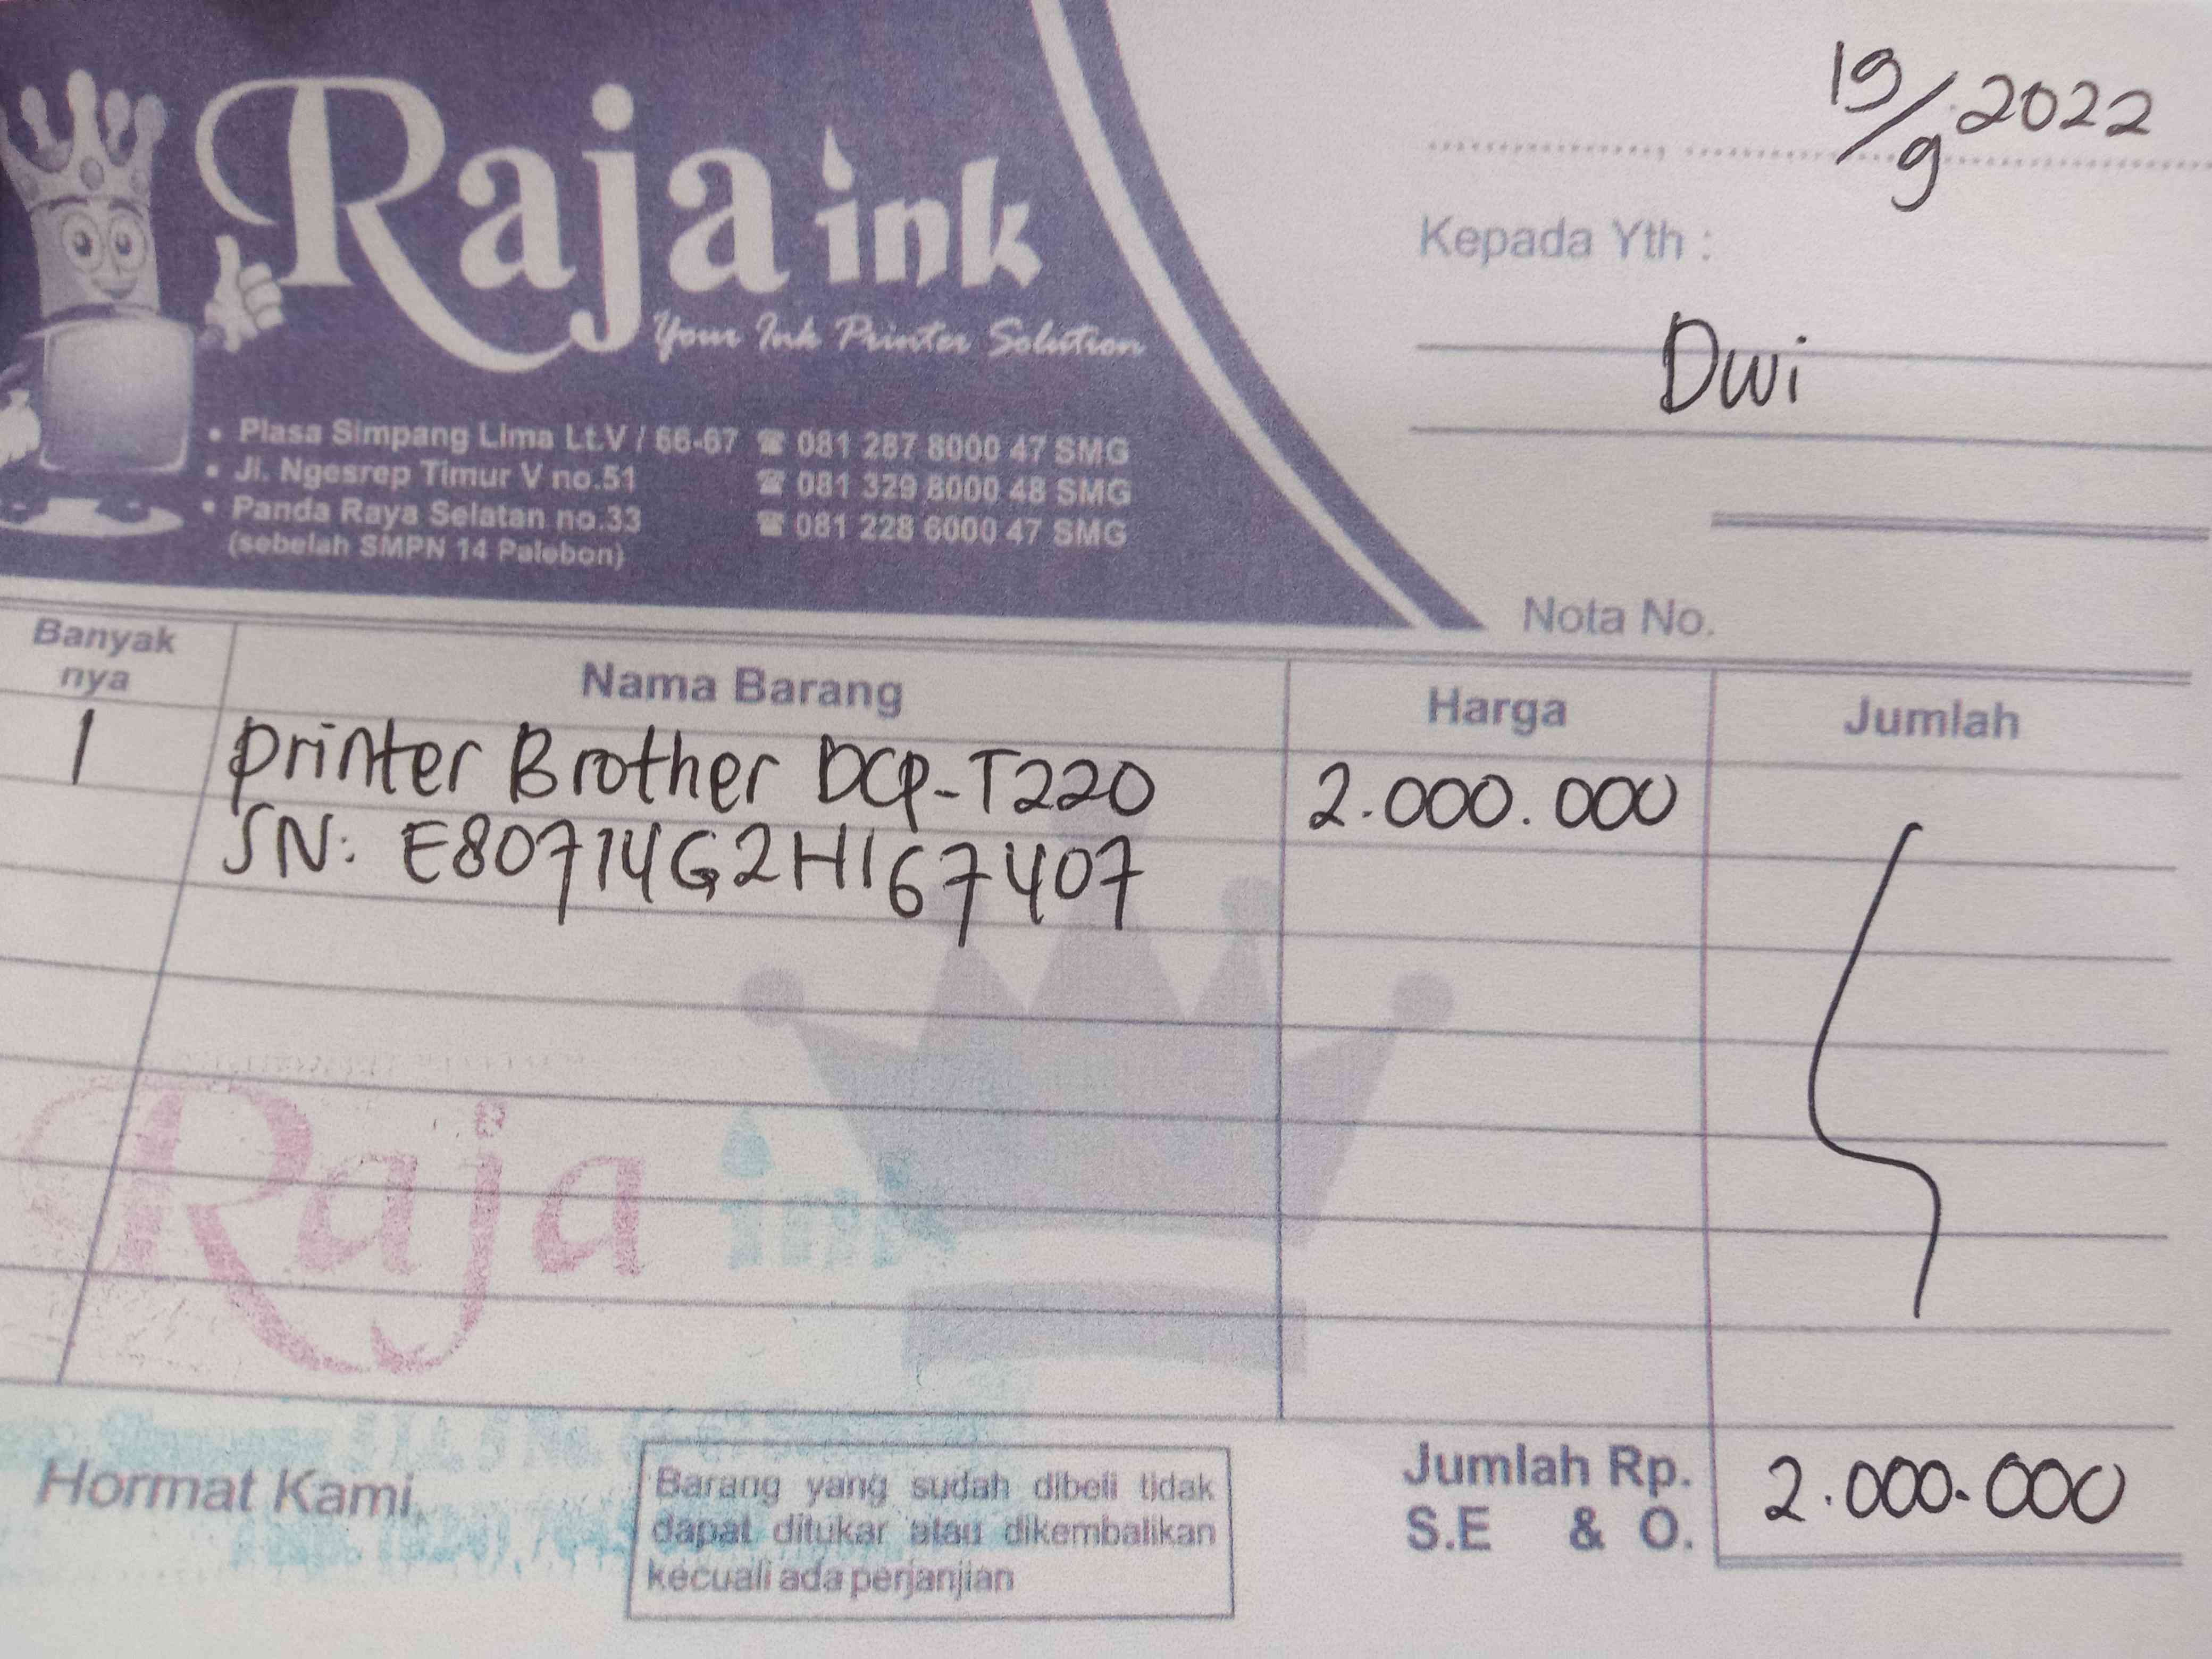 Raja ink
Your Ink Printer Solution
• Plasa Simpang Lima Lt.V / 66-67 ☎ 081 287 8000 47 SMG
• Jl. Ngesrep Timur V no.51 ☎ 081 329 8000 48 SMG
• Panda Raya Selatan no.33 ☎ 081 228 6000 47 SMG
(sebelah SMPN 14 Palebon)
19/9 2022
Kepada Yth :
Dwi
Nota No.
Banyak
nya
Nama Barang
Harga
Jumlah
1 printer Brother DCP-T220 2.000.000
SN: E80714G2H167407
Raja ink
Hormat Kami,
Barang yang sudah dibeli tidak
dapat ditukar atau dikembalikan
kecuali ada perjanjian
Jumlah Rp. 2.000.000
S.E & O.